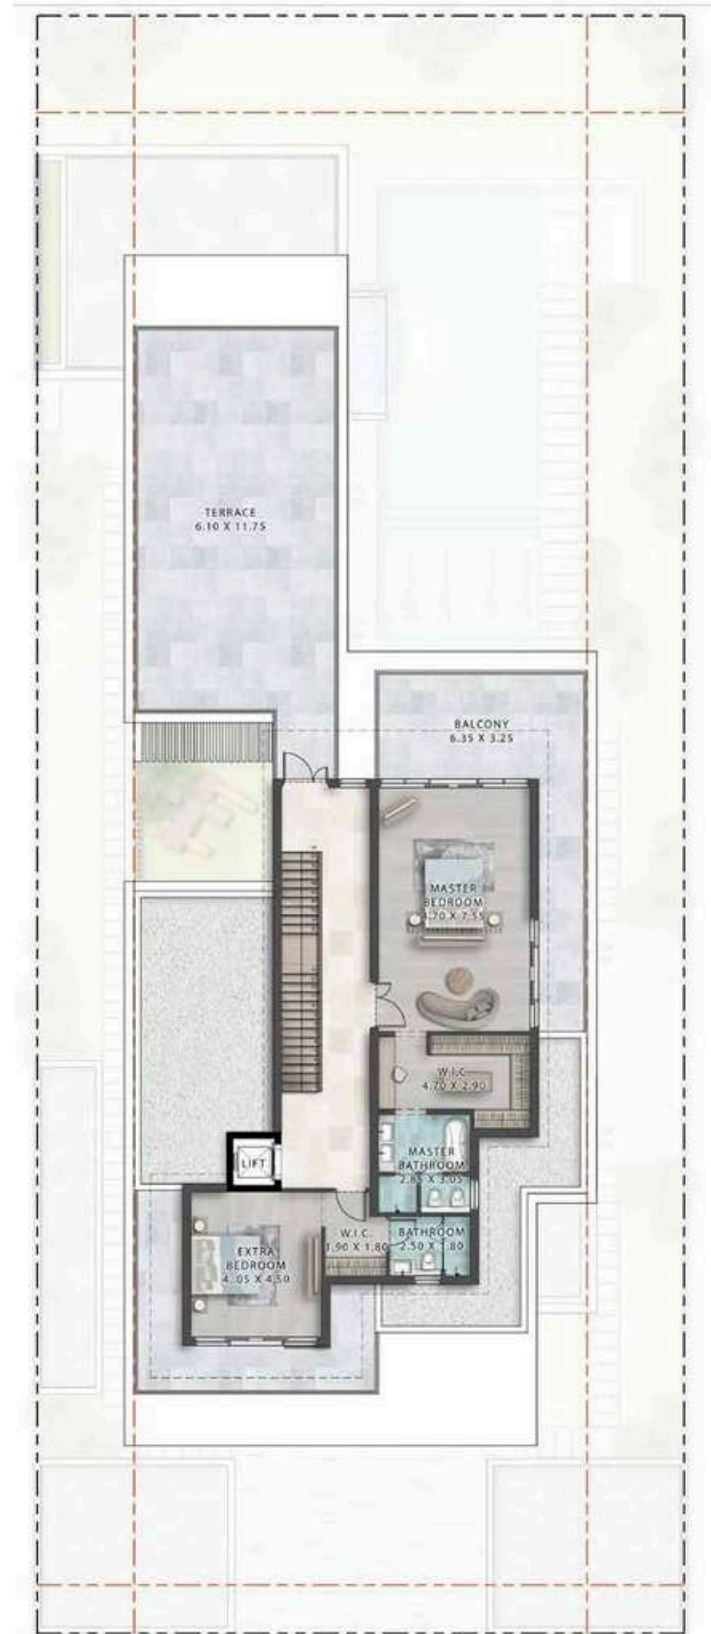 TERRACE
6.10 X 11.75
BALCONY
6.35 X 3.25
MASTER
BEDROOM
4.70 X 7.55
W.I.C.
4.70 X 2.90
LIFT
MASTER
BATHROOM
2.85 X 3.05
W.I.C.
1.90 X 1.80
BATHROOM
2.50 X 1.80
EXTRA
BEDROOM
4.05 X 4.50